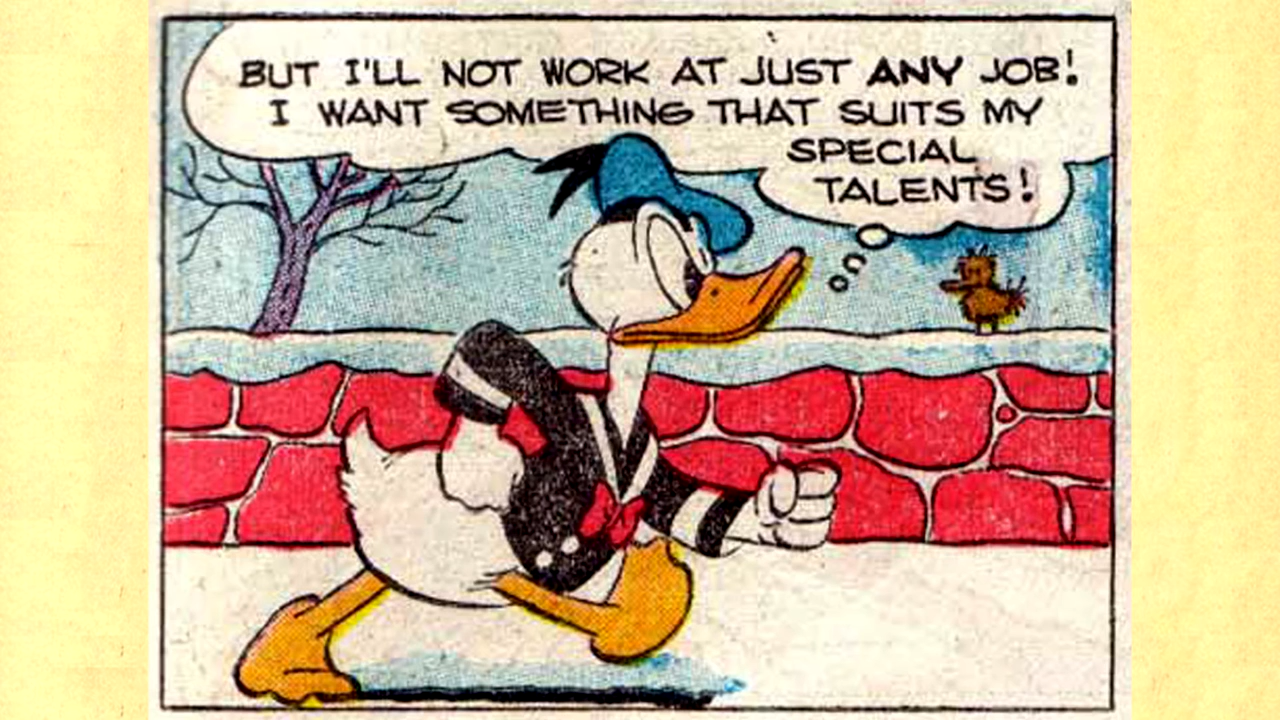 BUT I'LL NOT WORK AT JUST ANY JOB!
I WANT SOMETHING THAT SUITS MY
SPECIAL
TALENTS!